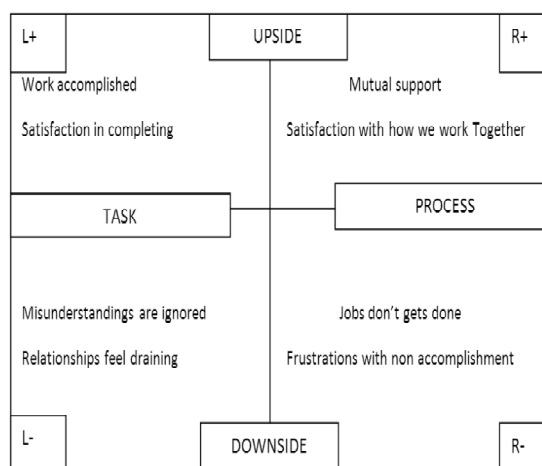 L+
UPSIDE
R+
Work accomplished
Mutual support
Satisfaction in completing
Satisfaction with how we work Together
TASK
PROCESS
Misunderstandings are ignored
Jobs don't gets done
Relationships feel draining
Frustrations with non accomplishment
L-
DOWNSIDE
R-